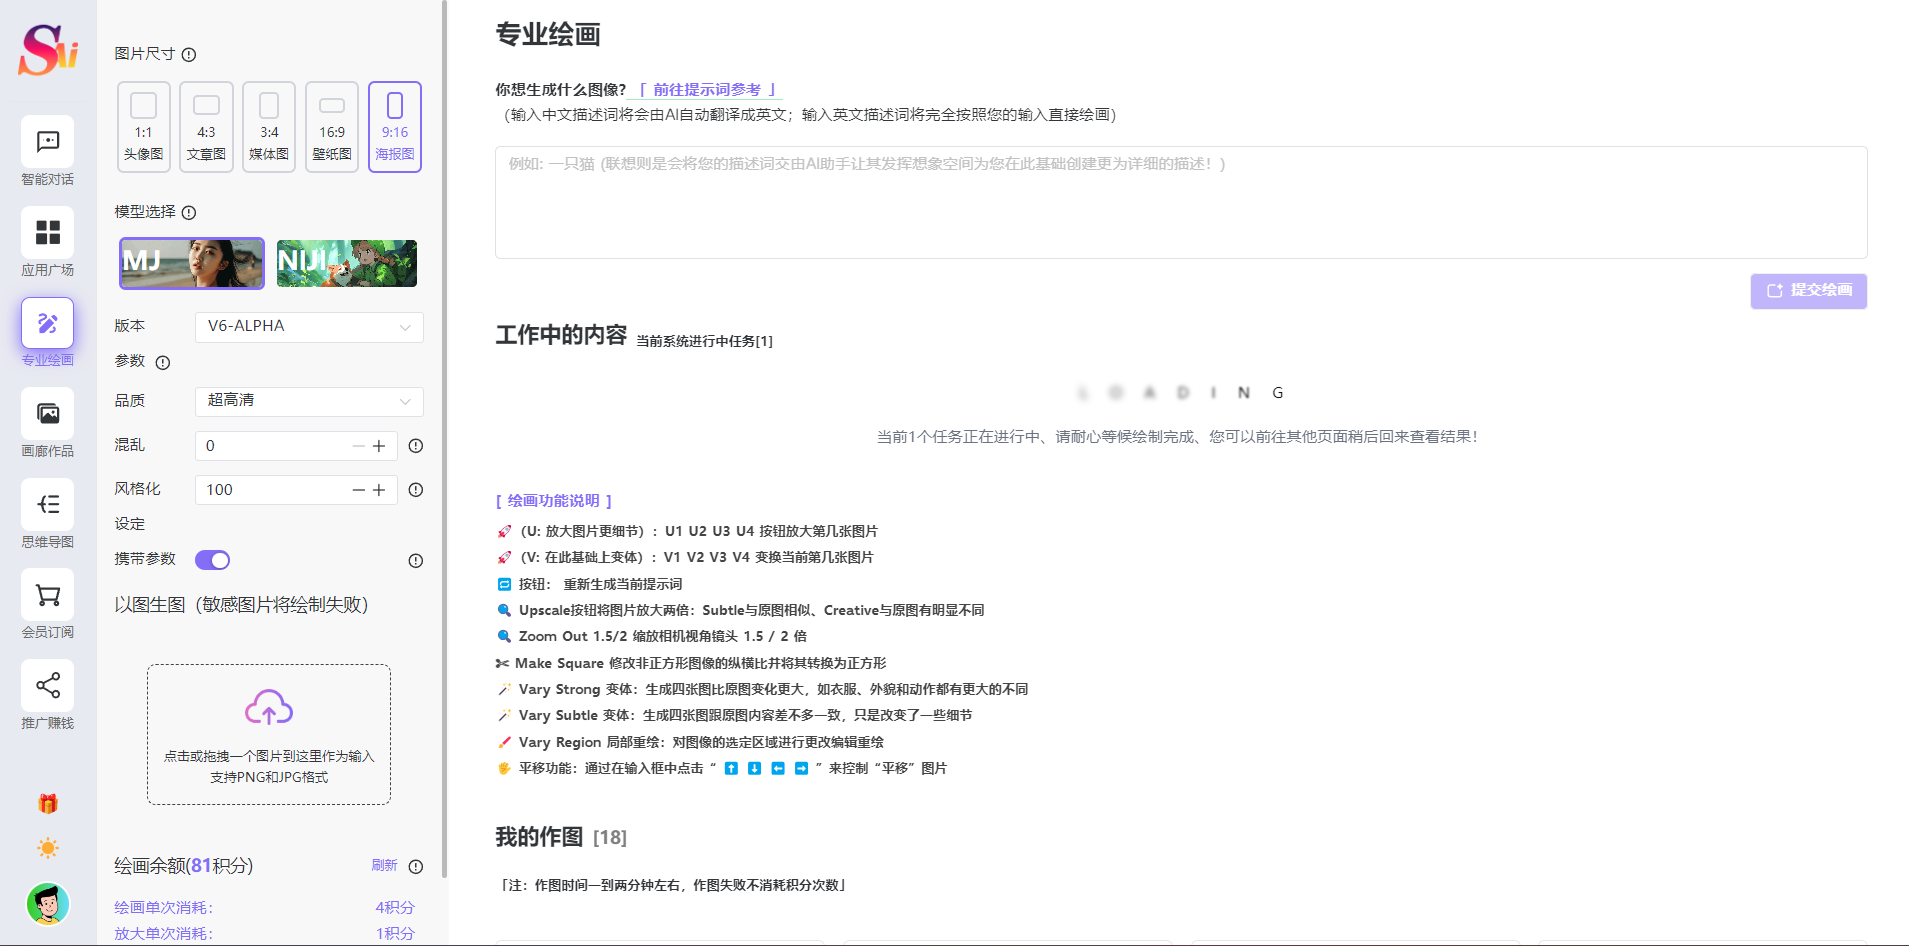 Sli
智能对话
应用广场
专业绘画
画廊作品
思维导图
会员订阅
推广赚钱
图片尺寸
1:1
头像图
4:3
文章图
3:4
媒体图
16:9
壁纸图
9:16
海报图
模型选择
MJ
NIJI
版本
V6-ALPHA
参数
品质
超高清
混乱
0
风格化
100
设定
携带参数
以图生图（敏感图片将绘制失败）
点击或拖拽一个图片到这里作为输入
支持PNG和JPG格式
绘画余额(81积分)
刷新
绘画单次消耗：
4积分
放大单次消耗：
1积分
专业绘画
你想生成什么图像？「 前往提示词参考 」
（输入中文描述词将会由AI自动翻译成英文；输入英文描述词将完全按照您的输入直接绘画）
例如: 一只猫 (联想则是会将您的描述词交由AI助手让其发挥想象空间为您在此基础创建更为详细的描述！)
提交绘画
工作中的内容 当前系统进行中任务[1]
L O A D I N G
当前1个任务正在进行中、请耐心等候绘制完成、您可以前往其他页面稍后回来查看结果！
[ 绘画功能说明 ]
🚀（U: 放大图片更细节）：U1 U2 U3 U4 按钮放大第几张图片
🚀（V: 在此基础上变体）：V1 V2 V3 V4 变换当前第几张图片
🔁 按钮： 重新生成当前提示词
🔍 Upscale按钮将图片放大两倍：Subtle与原图相似、Creative与原图有明显不同
🔍 Zoom Out 1.5/2 缩放相机视角镜头 1.5 / 2 倍
✂ Make Square 修改非正方形图像的纵横比并将其转换为正方形
🪄 Vary Strong 变体：生成四张图比原图变化更大，如衣服、外貌和动作都有更大的不同
🪄 Vary Subtle 变体：生成四张图跟原图内容差不多一致，只是改变了一些细节
🖌️ Vary Region 局部重绘：对图像的选定区域进行更改编辑重绘
🖐 平移功能：通过在输入框中点击“ ⬆️ ⬇️ ⬅️ ➡️ ”来控制“平移”图片
我的作图 [18]
「注：作图时间一到两分钟左右，作图失败不消耗积分次数」